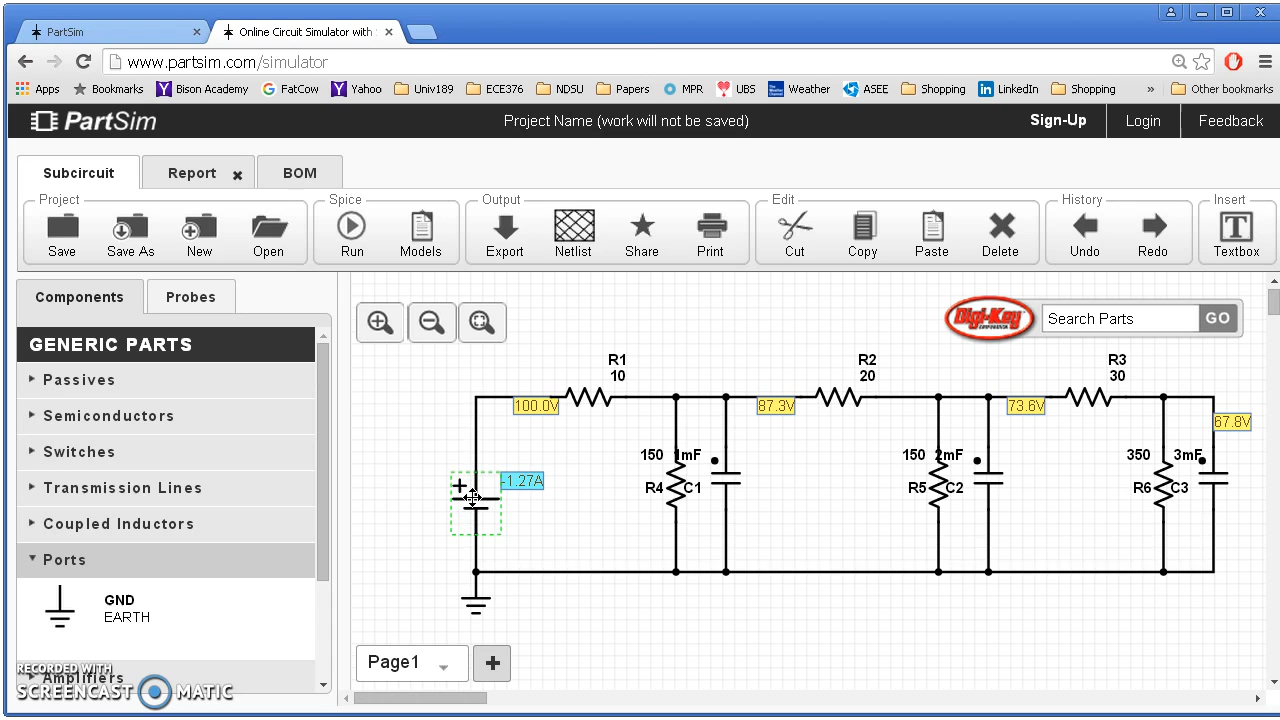 PartSim
Online Circuit Simulator with
www.partsim.com/simulator
Apps Bookmarks Bison Academy CatCow Yahoo Univ189 ECE376 NDSU Papers MPR UBS Weather ASEE Shopping LinkedIn Shopping » Other bookmarks
PartSim Project Name (work will not be saved) Sign-Up Login Feedback
Subcircuit Report BOM
Project Spice Output Edit History Insert
Save Save As New Open Run Models Export Netlist Share Print Cut Copy Paste Delete Undo Redo Textbox
Components Probes
GENERIC PARTS
Passives
Semiconductors
Switches
Transmission Lines
Coupled Inductors
Ports
GND
EARTH
Amplifiers
Digi-Key
CORPORATION
Search Parts GO
R1 R2 R3
10 20 30
100.0V 87.3V 73.6V
67.8V
150 1mF 150 2mF 350 3mF
-1.27A
R4 C1 R5 C2 R6 C3
Page1
RECORDED WITH
SCREENCAST MATIC